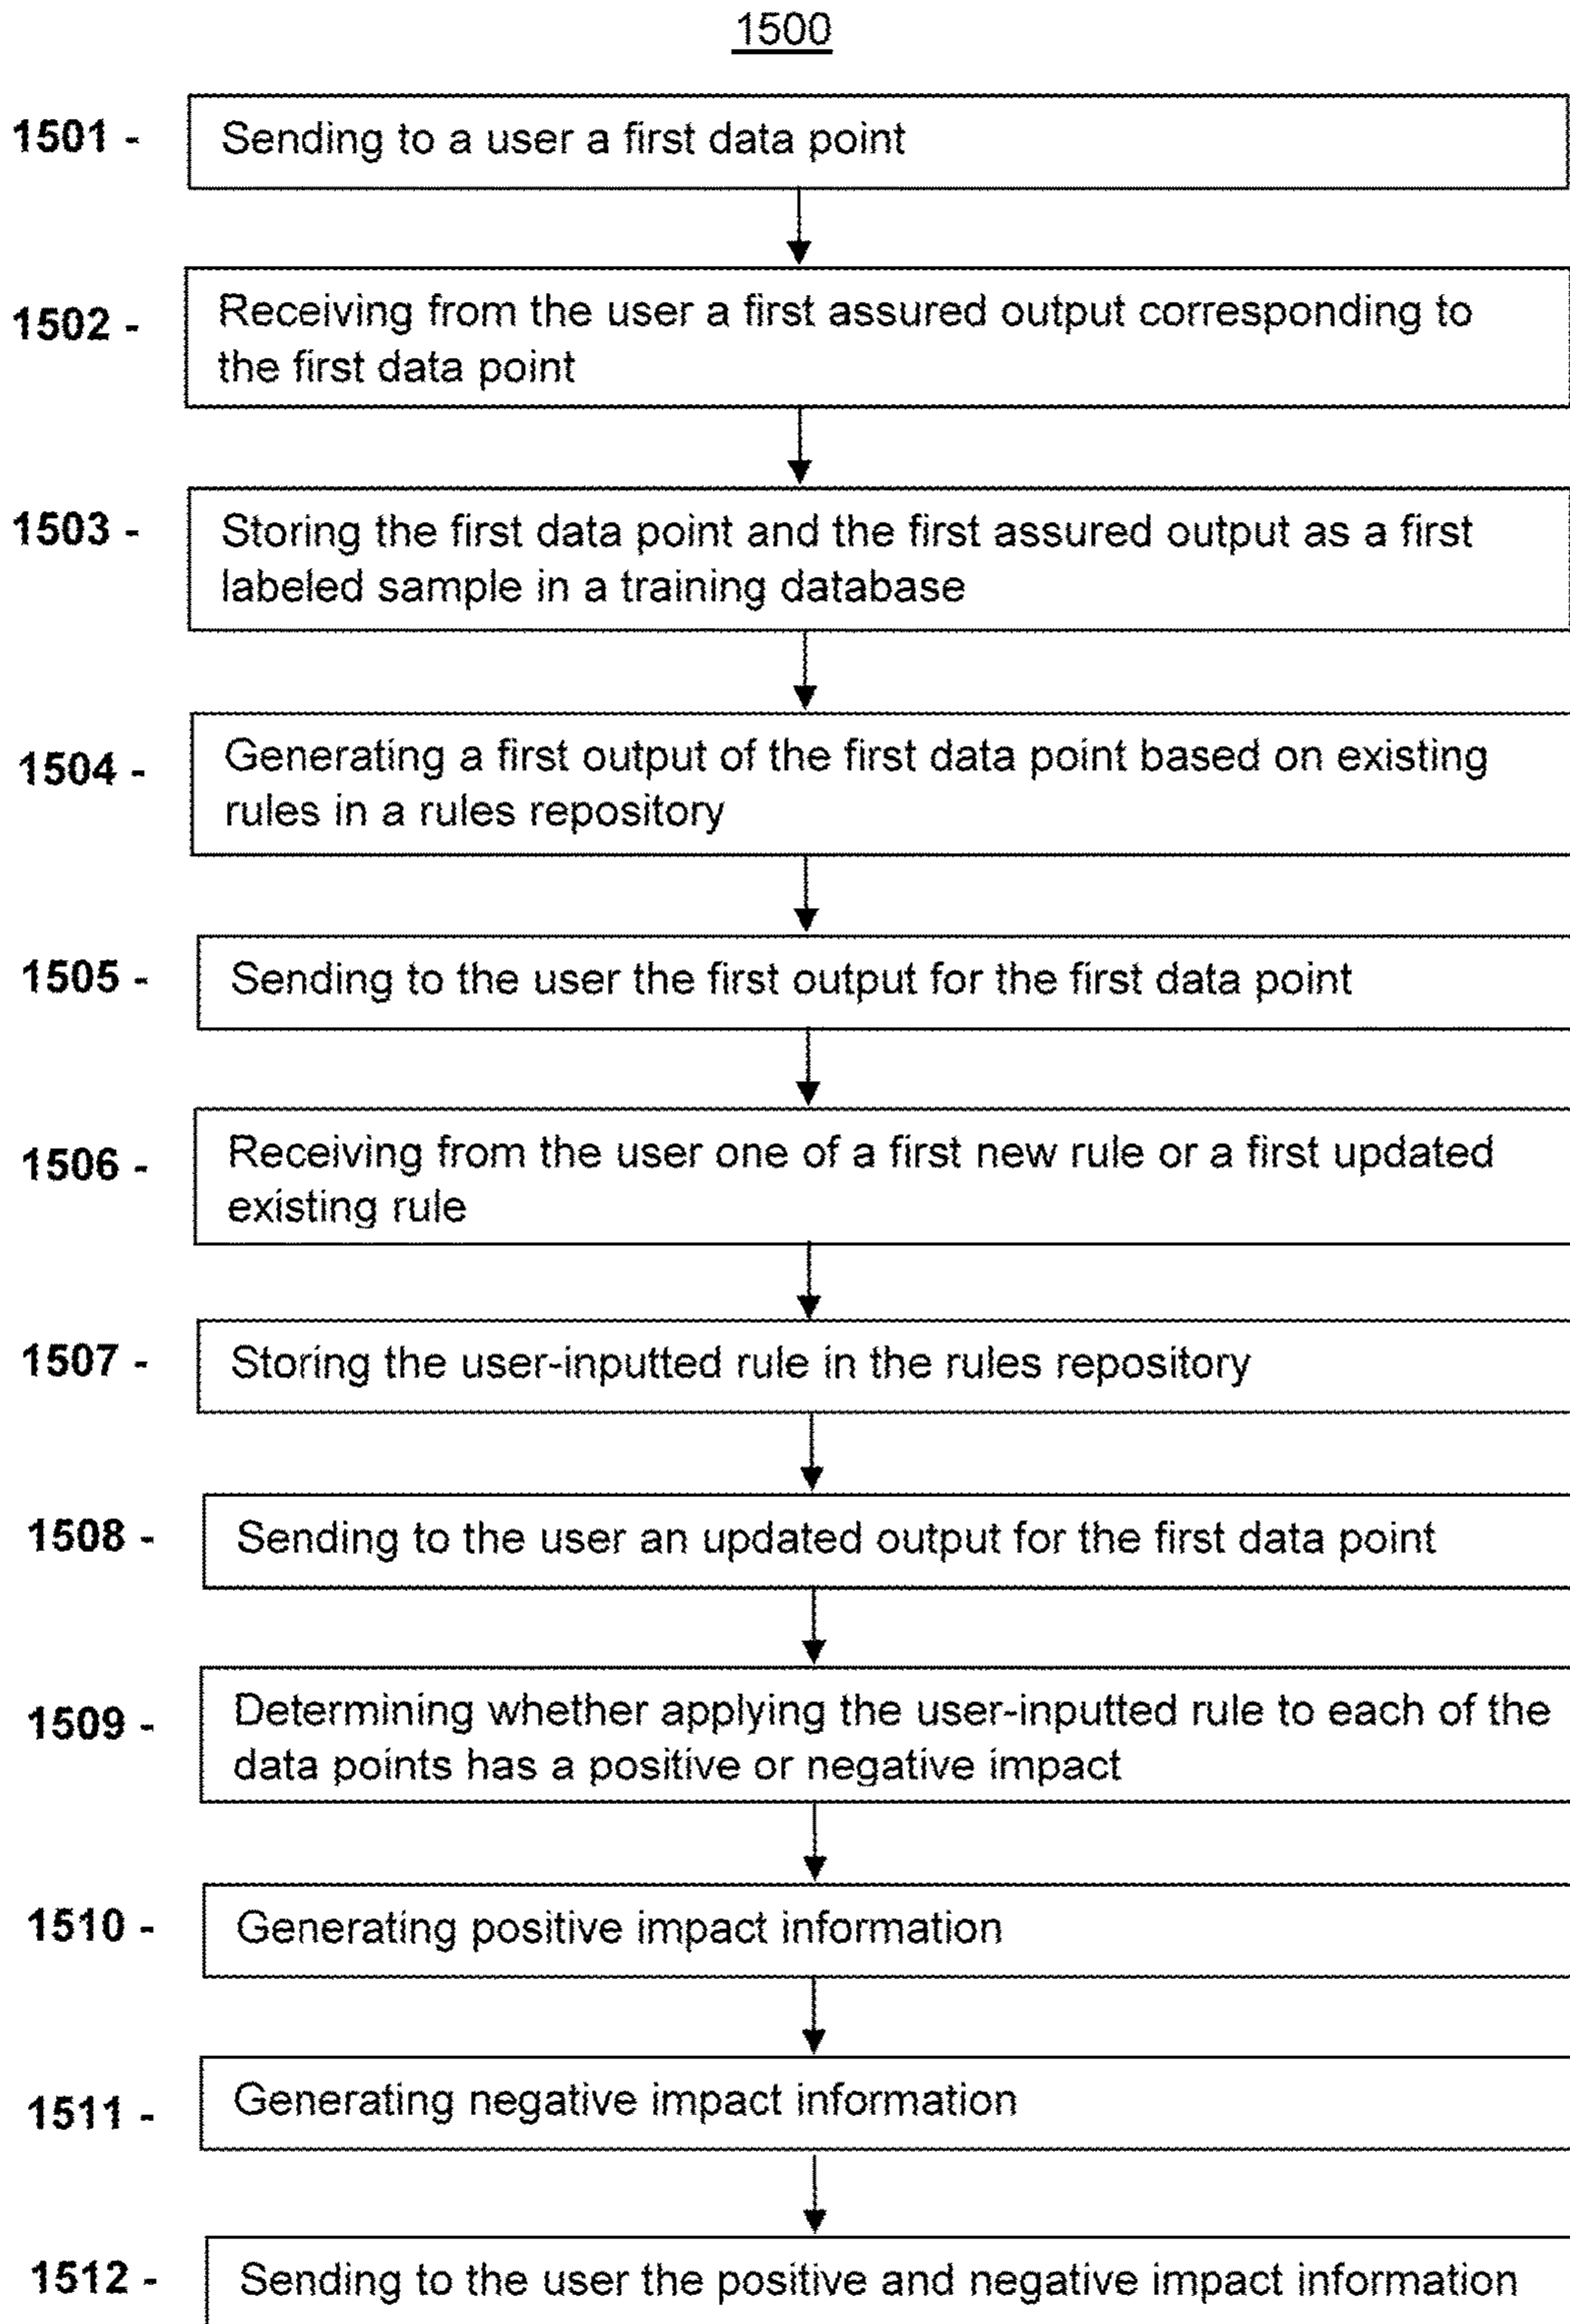 1500
1501 - Sending to a user a first data point
1502 - Receiving from the user a first assured output corresponding to
the first data point
1503 - Storing the first data point and the first assured output as a first
labeled sample in a training database
1504 - Generating a first output of the first data point based on existing
rules in a rules repository
1505 - Sending to the user the first output for the first data point
1506 - Receiving from the user one of a first new rule or a first updated
existing rule
1507 - Storing the user-inputted rule in the rules repository
1508 - Sending to the user an updated output for the first data point
1509 - Determining whether applying the user-inputted rule to each of the
data points has a positive or negative impact
1510 - Generating positive impact information
1511 - Generating negative impact information
1512 - Sending to the user the positive and negative impact information